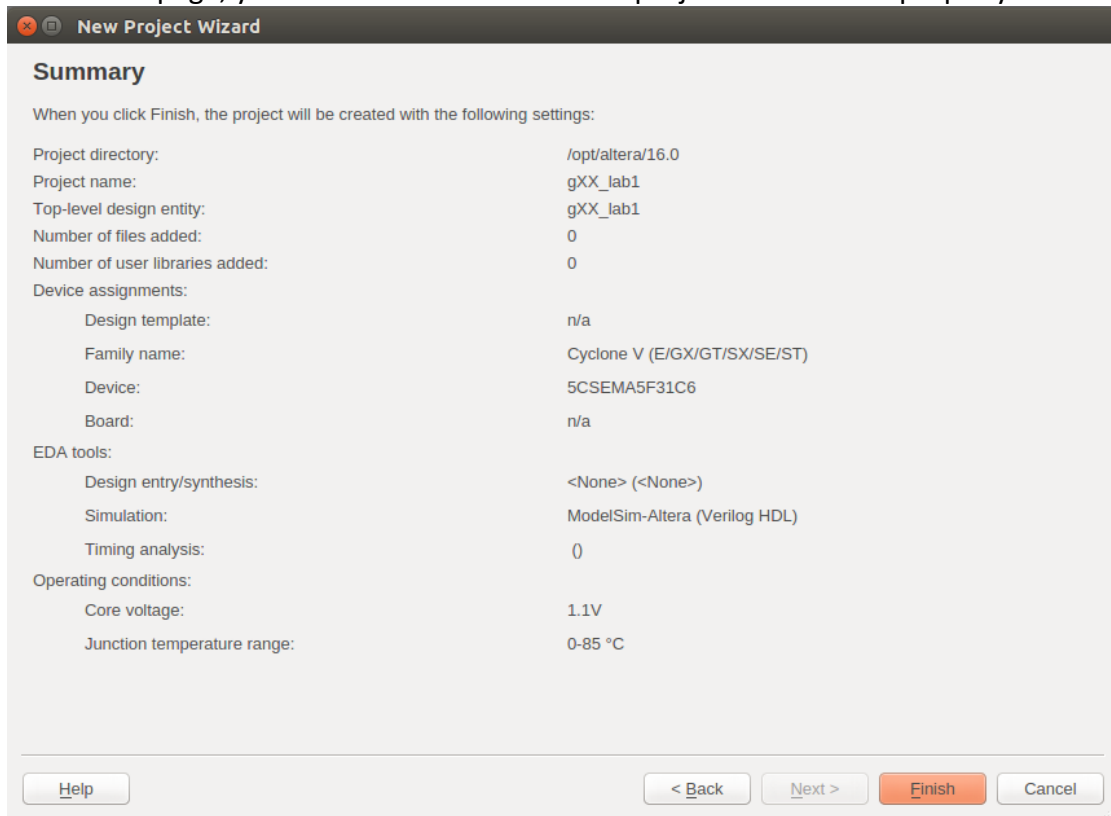 New Project Wizard
Summary
When you click Finish, the project will be created with the following settings:
Project directory: /opt/altera/16.0
Project name: gXX_lab1
Top-level design entity: gXX_lab1
Number of files added: 0
Number of user libraries added: 0
Device assignments:
Design template: n/a
Family name: Cyclone V (E/GX/GT/SX/SE/ST)
Device: 5CSEMA5F31C6
Board: n/a
EDA tools:
Design entry/synthesis: <None> (<None>)
Simulation: ModelSim-Altera (Verilog HDL)
Timing analysis: ()
Operating conditions:
Core voltage: 1.1V
Junction temperature range: 0-85 °C
Help < Back Next > Finish Cancel